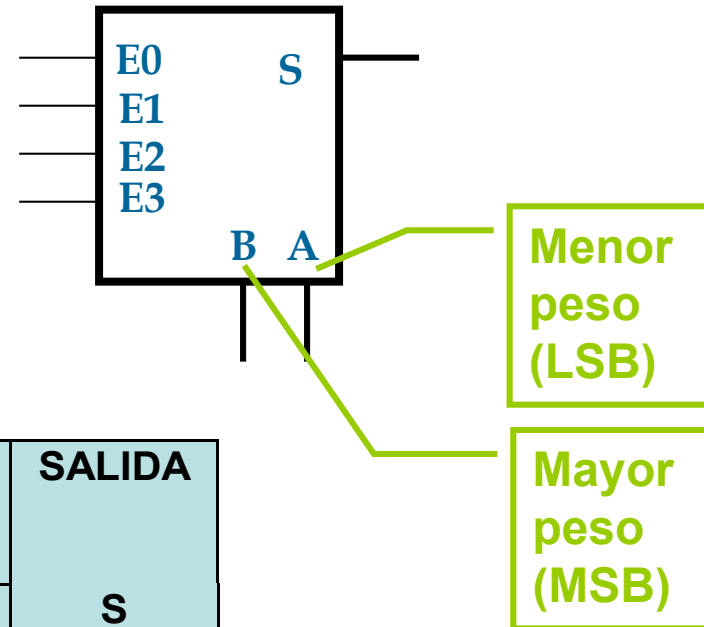 E0
S
E1
E2
E3
B A
Menor
peso
(LSB)
Mayor
peso
(MSB)
SALIDA
S